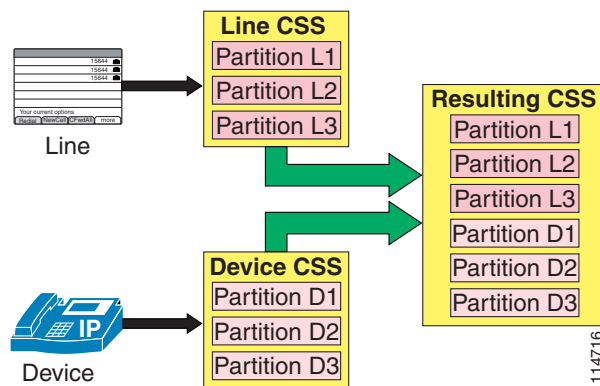 Line CSS
Partition L1
Partition L2
Partition L3
15644
15644
15644
Your current options
Redial NewCall CFwdAll more
Line
Resulting CSS
Partition L1
Partition L2
Partition L3
Partition D1
Partition D2
Partition D3
Device CSS
Partition D1
Partition D2
Partition D3
IP
Device
114716